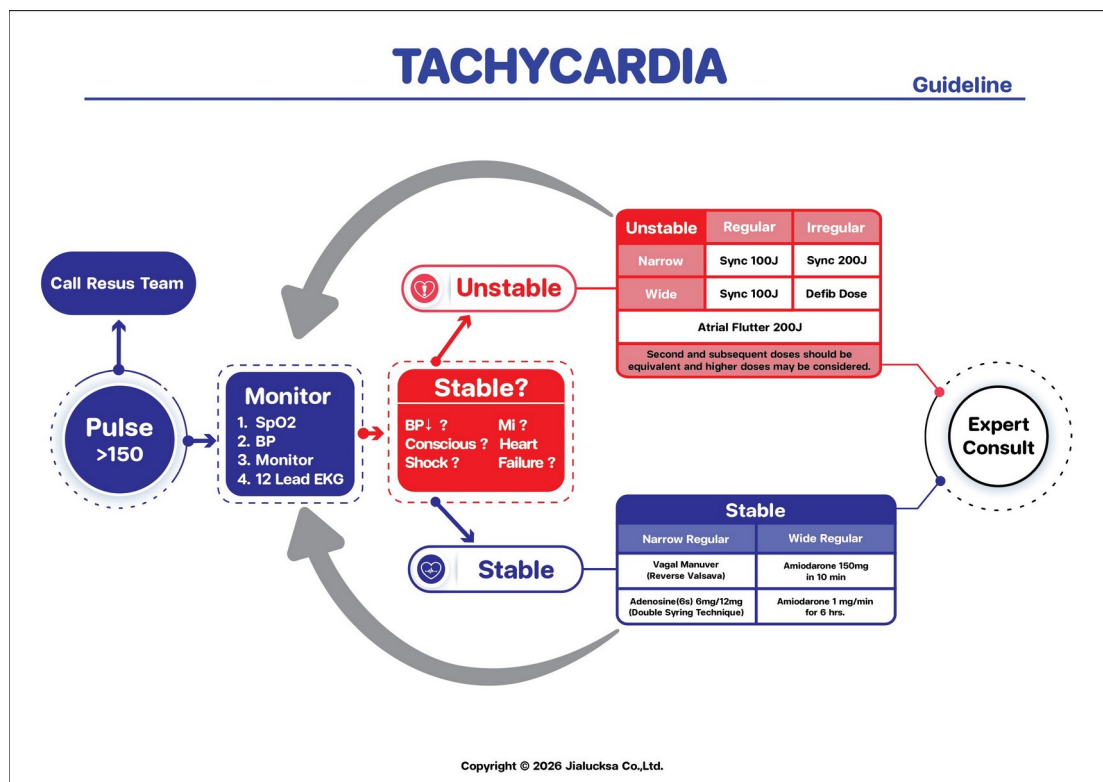 TACHYCARDIA
Guideline
Call Resus Team
Pulse
>150
Monitor
1. SpO2
2. BP
3. Monitor
4. 12 Lead EKG
Stable?
BP↓ ?
Conscious ?
Shock ?
Mi ?
Heart
Failure ?
Unstable
Unstable
Regular
Irregular
Narrow
Sync 100J
Sync 200J
Wide
Sync 100J
Defib Dose
Atrial Flutter 200J
Second and subsequent doses should be
equivalent and higher doses may be considered.
Stable
Stable
Narrow Regular
Wide Regular
Vagal Manuver
(Reverse Valsava)
Amiodarone 150mg
in 10 min
Adenosine(6s) 6mg/12mg
(Double Syring Technique)
Amiodarone 1 mg/min
for 6 hrs.
Expert
Consult
Copyright © 2026 Jialucksa Co.,Ltd.